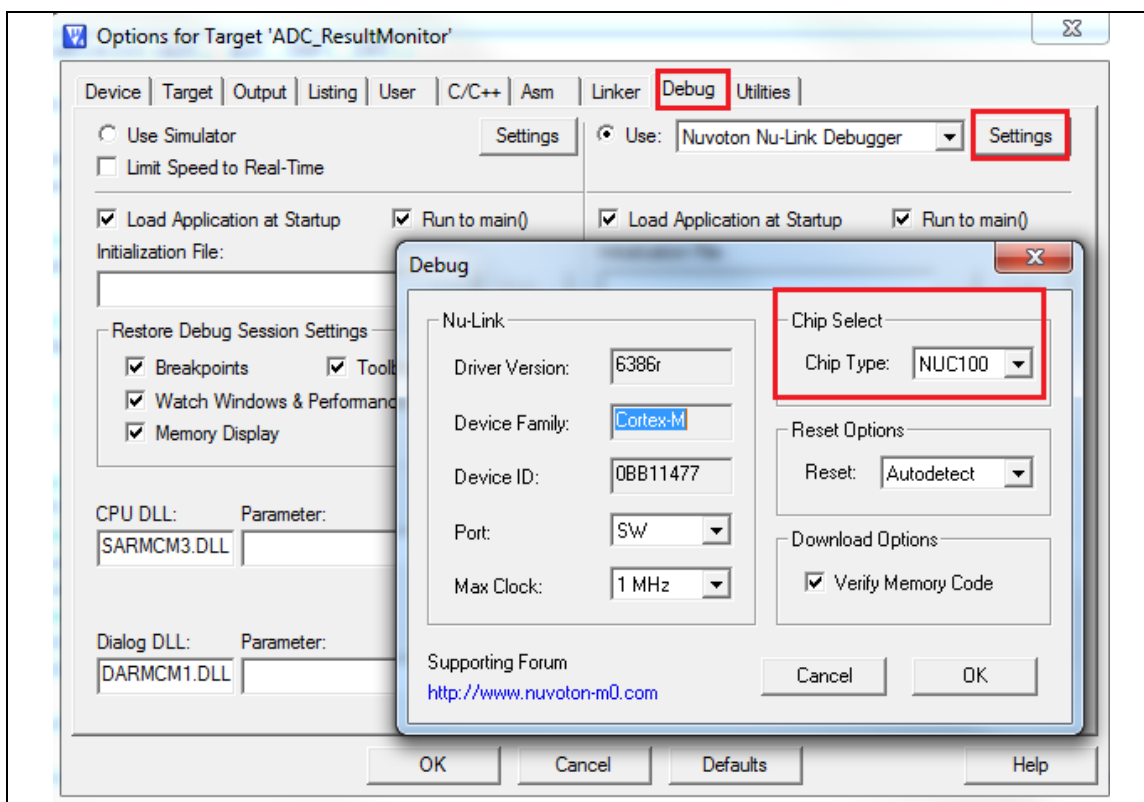 Options for Target 'ADC_ResultMonitor'
Device Target Output Listing User C/C++ Asm Linker Debug Utilities
Use Simulator Settings Use: Nuvoton Nu-Link Debugger Settings
Limit Speed to Real-Time
Load Application at Startup Run to main() Load Application at Startup Run to main()
Initialization File:
Restore Debug Session Settings
Breakpoints
Watch Windows &
Memory Display
CPU DLL: Parameter:
SARMCM3.DLL
Dialog DLL: Parameter:
DARMCM1.DLL
Debug
Nu-Link
Driver Version: 6386r
Device Family: Cortex-M
Device ID: 0BB11477
Port: SW
Max Clock: 1 MHz
Chip Select
Chip Type: NUC100
Reset Options
Reset: Autodetect
Download Options
Verify Memory Code
Supporting Forum
http://www.nuvoton-m0.com
Cancel OK
OK Cancel Defaults Help